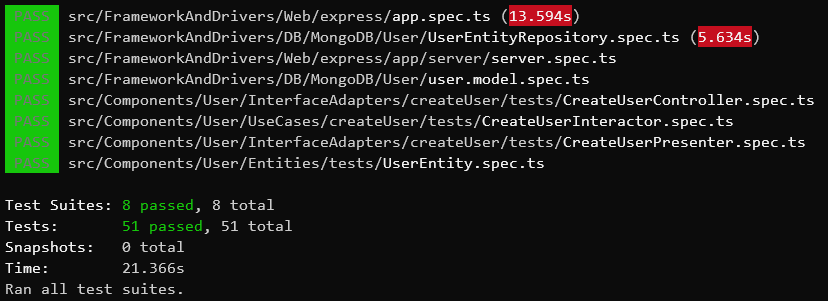 PASS src/FrameworkAndDrivers/Web/express/app.spec.ts (13.594s)
PASS src/FrameworkAndDrivers/DB/MongoDB/User/UserEntityRepository.spec.ts (5.634s)
PASS src/FrameworkAndDrivers/Web/express/app/server/server.spec.ts
PASS src/FrameworkAndDrivers/DB/MongoDB/User/user.model.spec.ts
PASS src/Components/User/InterfaceAdapters/createUser/tests/CreateUserController.spec.ts
PASS src/Components/User/UseCases/createUser/tests/CreateUserInteractor.spec.ts
PASS src/Components/User/InterfaceAdapters/createUser/tests/CreateUserPresenter.spec.ts
PASS src/Components/User/Entities/tests/UserEntity.spec.ts
Test Suites: 8 passed, 8 total
Tests: 51 passed, 51 total
Snapshots: 0 total
Time: 21.366s
Ran all test suites.